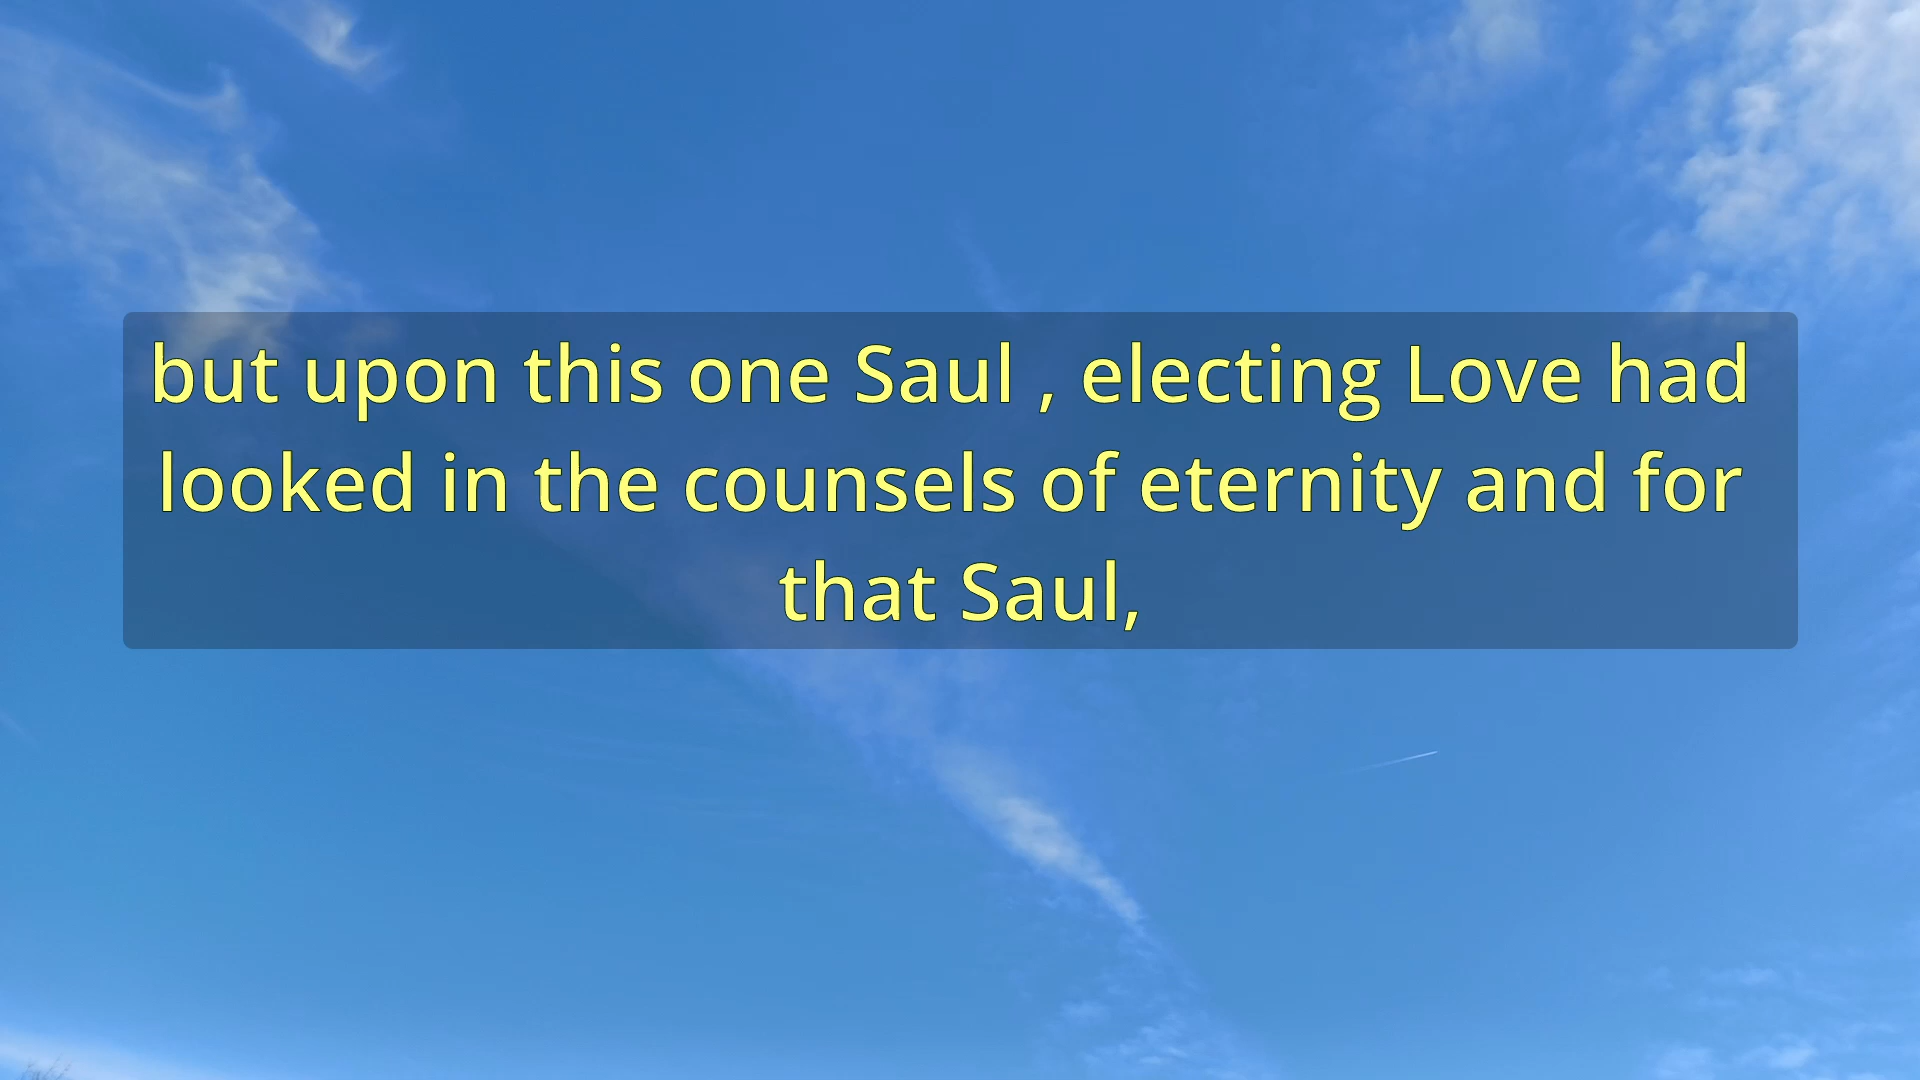 but upon this one Saul , electing Love had
looked in the counsels of eternity and for
that Saul,